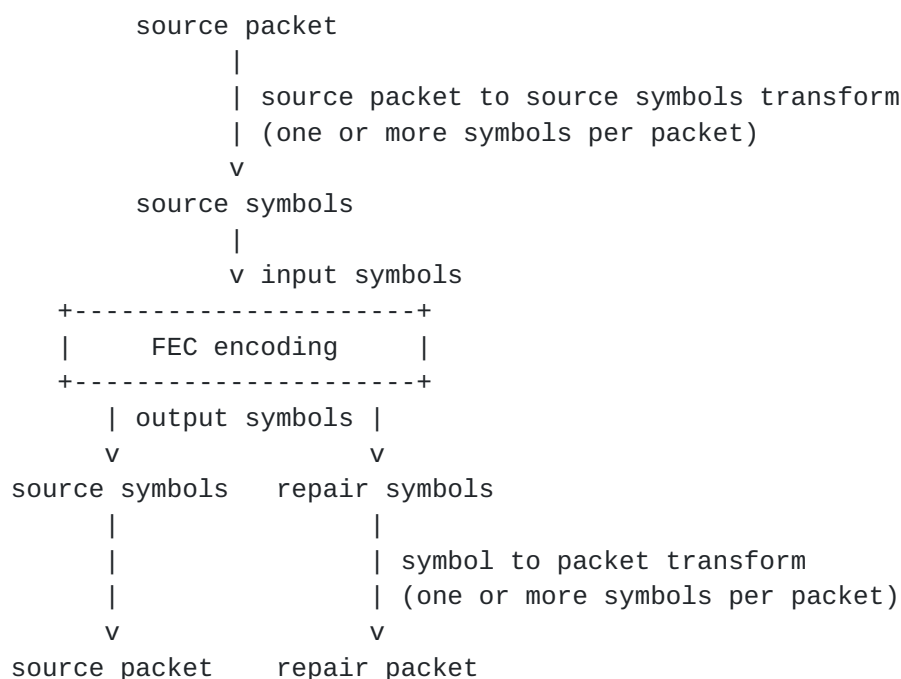 source packet
              |
              | source packet to source symbols transform
              | (one or more symbols per packet)
              v
        source symbols
              |
              v input symbols
   +----------------------+
   |     FEC encoding     |
   +----------------------+
      | output symbols |
      v                v
source symbols   repair symbols
      |                |
      |                | symbol to packet transform
      |                | (one or more symbols per packet)
      v                v
source packet    repair packet